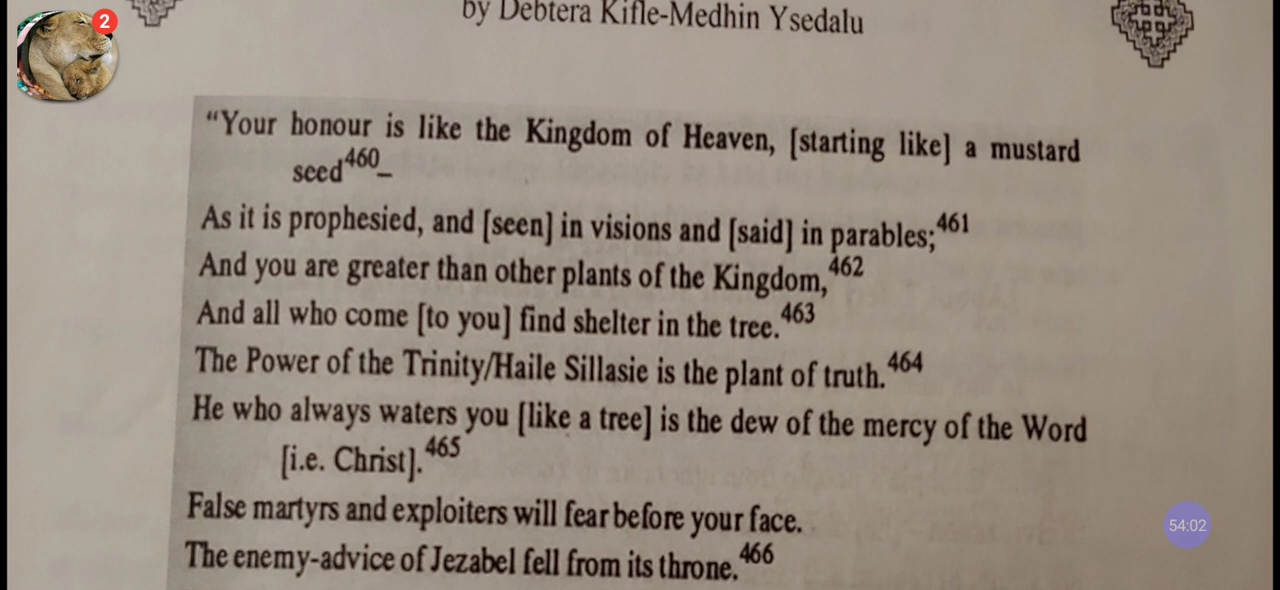 2
by Debtera Kifle-Medhin Ysedalu
“Your honour is like the Kingdom of Heaven, [starting like] a mustard
seed460–
As it is prophesied, and [seen] in visions and [said] in parables;461
And you are greater than other plants of the Kingdom,462
And all who come [to you] find shelter in the tree.463
The Power of the Trinity/Haile Sillasie is the plant of truth.464
He who always waters you [like a tree] is the dew of the mercy of the Word
[i.e. Christ].465
False martyrs and exploiters will fear before your face.
The enemy-advice of Jezabel fell from its throne.466
54:02